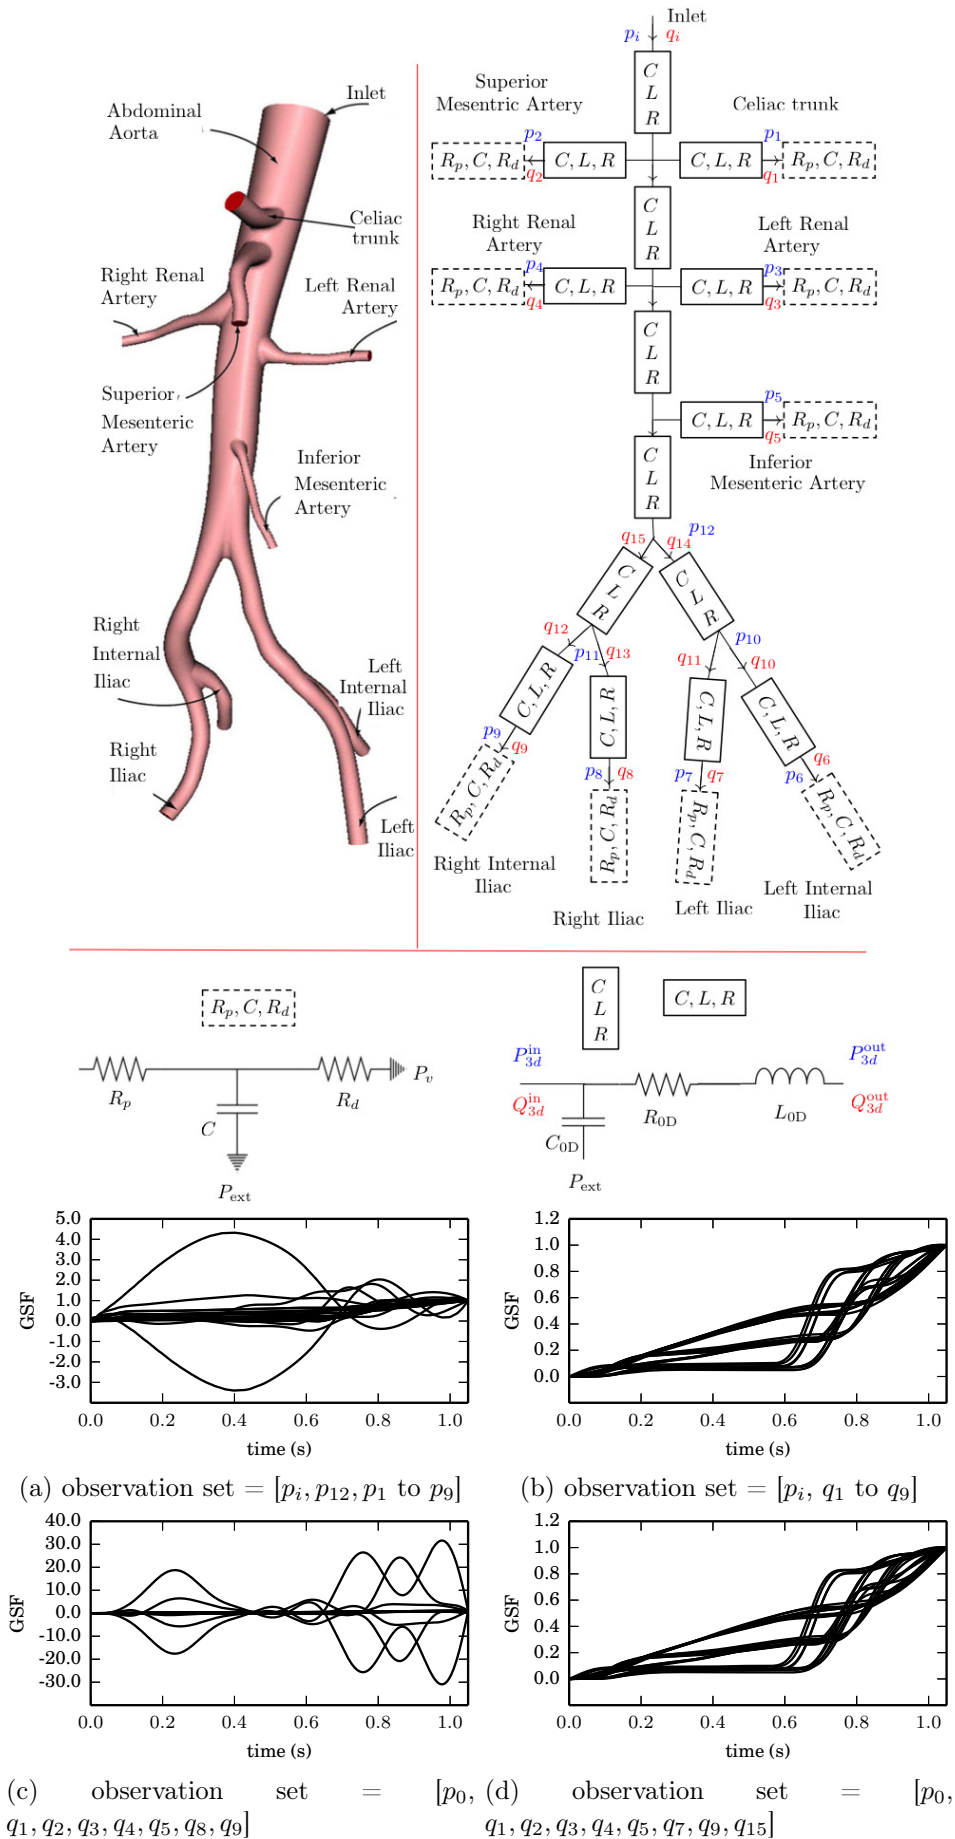 Abdominal
Aorta
Inlet
Celiac
trunk
Right Renal
Artery
Left Renal
Artery
Superior
Mesenteric
Artery
Inferior
Mesenteric
Artery
Right
Internal
Iliac
Left
Internal
Iliac
Right
Iliac
Left
Iliac
Inlet
p_i q_i
C
L
R
Superior
Mesentric Artery
Celiac trunk
p_2
p_1
R_p, C, R_d
C, L, R
C, L, R
R_p, C, R_d
q_2
q_1
C
L
R
Right Renal
Artery
Left Renal
Artery
p_4
p_3
R_p, C, R_d
C, L, R
C, L, R
R_p, C, R_d
q_4
q_3
C
L
R
p_5
C, L, R
R_p, C, R_d
q_5
C
L
R
Inferior
Mesenteric Artery
p_12
q_15 q_14
C L R
C L R
q_12
p_11
q_13
q_11
p_10
q_10
C, L, R
C, L, R
C, L, R
C, L, R
p_9
q_9
p_8 q_8
p_7 q_7
p_6
q_6
R_p, C, R_d
R_p, C, R_d
R_p, C, R_d
R_p, C, R_d
Right Internal
Iliac
Right Iliac
Left Iliac
Left Internal
Iliac
R_p, C, R_d
R_p
C
R_d
P_v
P_ext
C
L
R
C, L, R
P_3d^in
Q_3d^in
P_3d^out
Q_3d^out
C_0D
R_0D
L_0D
P_ext
5.0
4.0
3.0
2.0
1.0
0.0
-1.0
-2.0
-3.0
GSF
0.0 0.2 0.4 0.6 0.8 1.0
time (s)
(a) observation set = [p_i, p_12, p_1 to p_9]
1.2
1.0
0.8
0.6
0.4
0.2
0.0
GSF
0.0 0.2 0.4 0.6 0.8 1.0
time (s)
(b) observation set = [p_i, q_1 to q_9]
40.0
30.0
20.0
10.0
0.0
-10.0
-20.0
-30.0
GSF
0.0 0.2 0.4 0.6 0.8 1.0
time (s)
(c) observation set = [p_0,
q_1, q_2, q_3, q_4, q_5, q_8, q_9]
1.2
1.0
0.8
0.6
0.4
0.2
0.0
GSF
0.0 0.2 0.4 0.6 0.8 1.0
time (s)
(d) observation set = [p_0,
q_1, q_2, q_3, q_4, q_5, q_7, q_9, q_15]